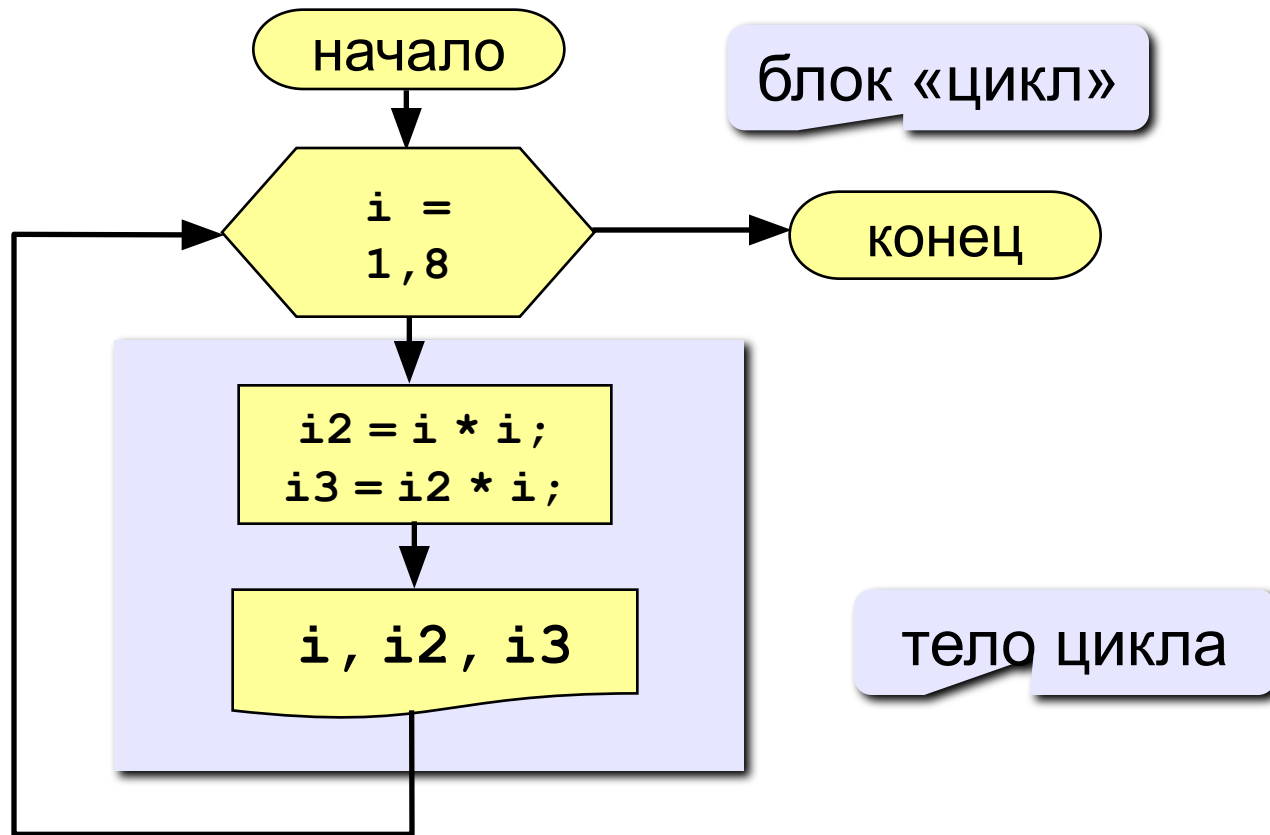 начало
блок «цикл»
i =
1,8
конец
i2 = i * i;
i3 = i2 * i;
i, i2, i3
тело цикла